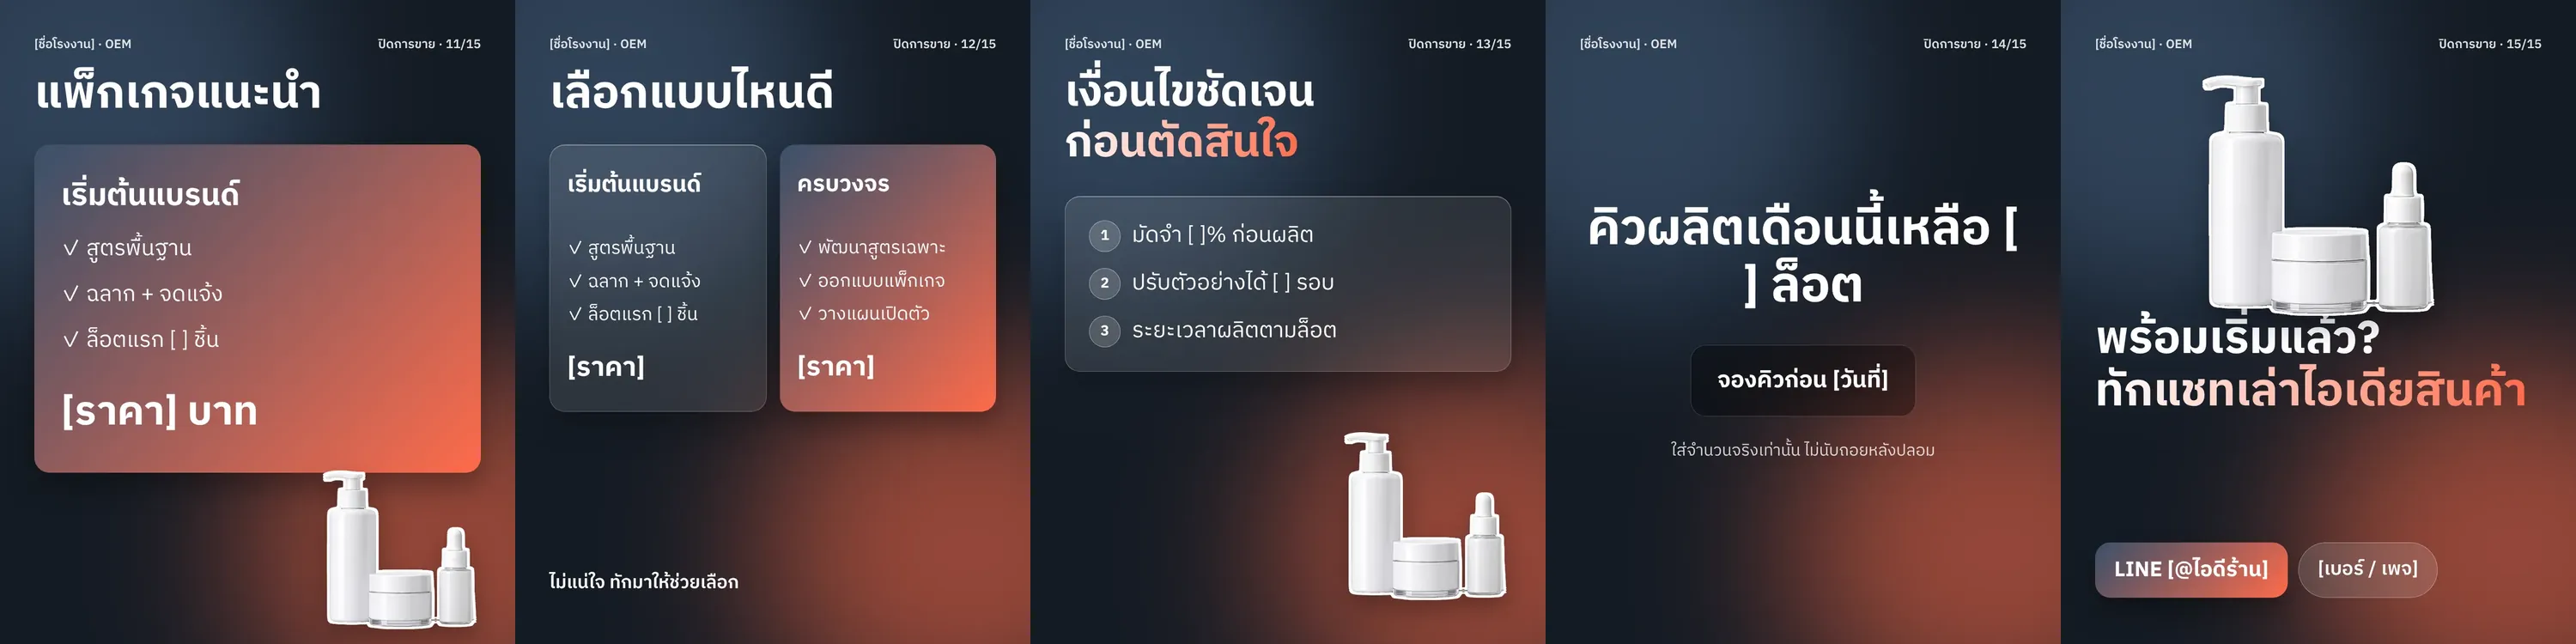 [ชื่อโรงงาน] · OEM
ปิดการขาย · 11/15
แพ็กเกจแนะนำ
เริ่มต้นแบรนด์
✓ สูตรพื้นฐาน
✓ ฉลาก + จดแจ้ง
✓ ล็อตแรก [ ] ชิ้น
[ราคา] บาท
[ชื่อโรงงาน] · OEM
ปิดการขาย · 12/15
เลือกแบบไหนดี
เริ่มต้นแบรนด์
✓ สูตรพื้นฐาน
✓ ฉลาก + จดแจ้ง
✓ ล็อตแรก [ ] ชิ้น
[ราคา]
ครบวงจร
✓ พัฒนาสูตรเฉพาะ
✓ ออกแบบแพ็กเกจ
✓ วางแผนเปิดตัว
[ราคา]
ไม่แน่ใจ ทักมาให้ช่วยเลือก
[ชื่อโรงงาน] · OEM
ปิดการขาย · 13/15
เงื่อนไขชัดเจน
ก่อนตัดสินใจ
1 มัดจำ [ ]% ก่อนผลิต
2 ปรับตัวอย่างได้ [ ] รอบ
3 ระยะเวลาผลิตตามล็อต
[ชื่อโรงงาน] · OEM
ปิดการขาย · 14/15
คิวผลิตเดือนนี้เหลือ [
] ล็อต
จองคิวก่อน [วันที่]
ใส่จำนวนจริงเท่านั้น ไม่นับถอยหลังปลอม
[ชื่อโรงงาน] · OEM
ปิดการขาย · 15/15
พร้อมเริ่มแล้ว?
ทักแชทเล่าไอเดียสินค้า
LINE [@ไอดีร้าน]
[เบอร์ / เพจ]